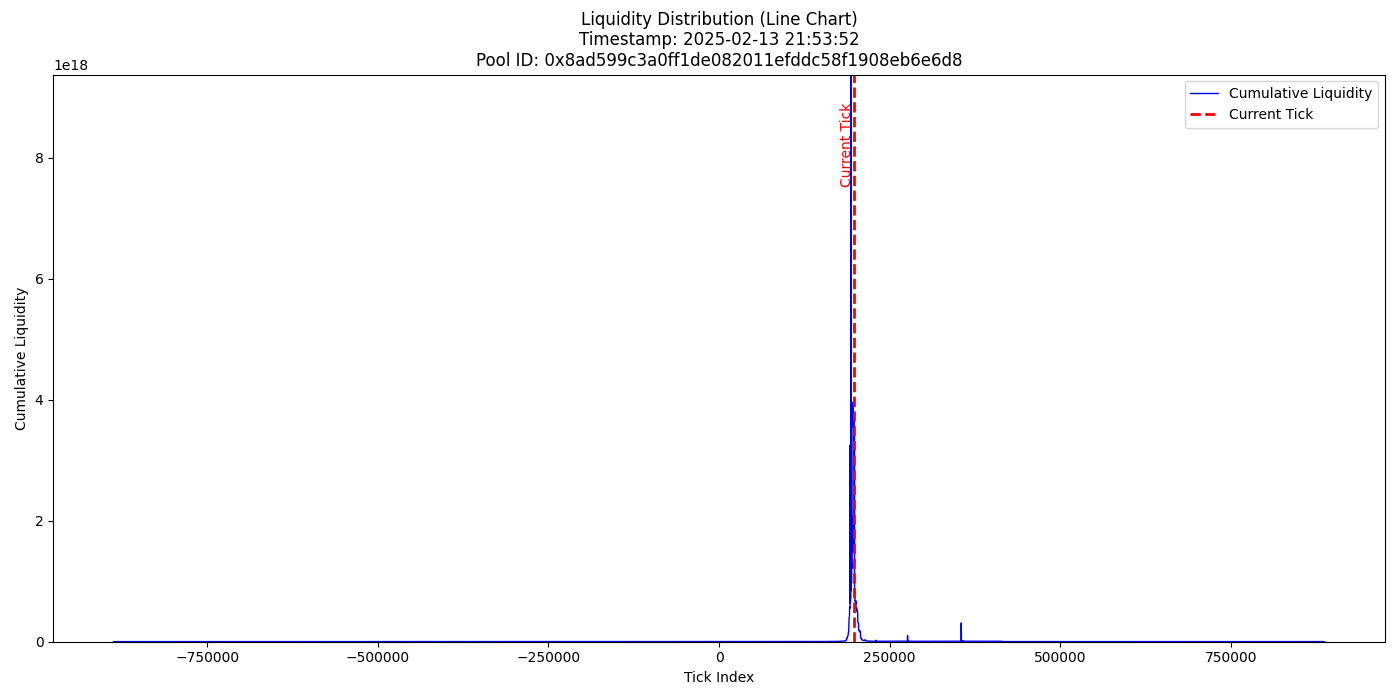 Liquidity Distribution (Line Chart)
Timestamp: 2025-02-13 21:53:52
Pool ID: 0x8ad599c3a0ff1de082011efddc58f1908eb6e6d8
1e18
Cumulative Liquidity
Current Tick
Current Tick
8
6
4
2
0
Cumulative Liquidity
−750000
−500000
−250000
0
250000
500000
750000
Tick Index